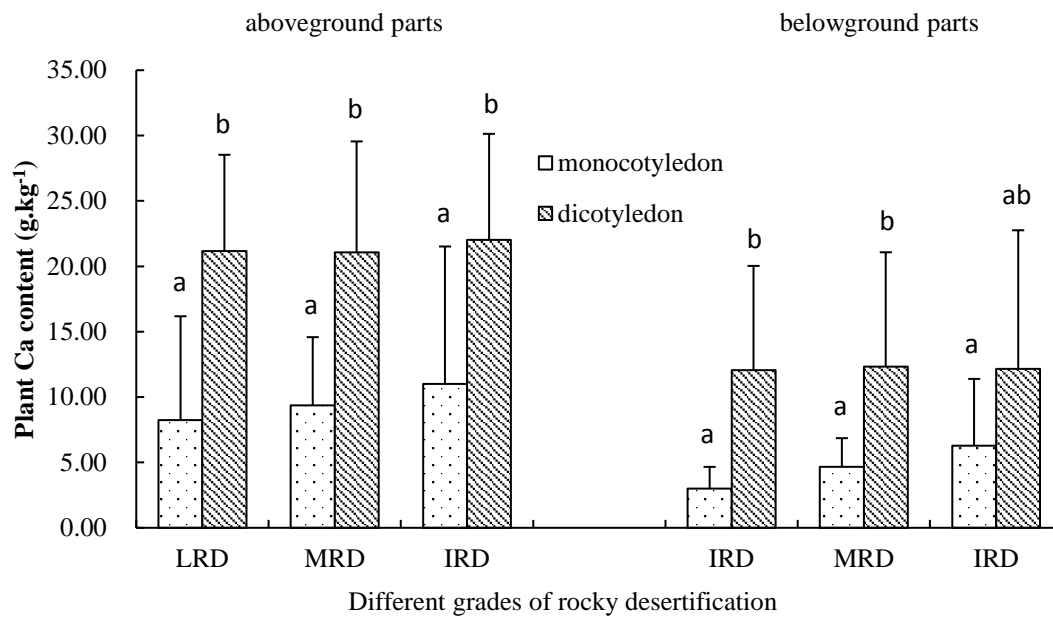 aboveground parts
belowground parts
Plant Ca content (g.kg-1)
35.00
30.00
25.00
20.00
15.00
10.00
5.00
0.00
a
b
a
b
a
b
monocotyledon
dicotyledon
a
b
a
b
a
ab
LRD
MRD
IRD
IRD
MRD
IRD
Different grades of rocky desertification